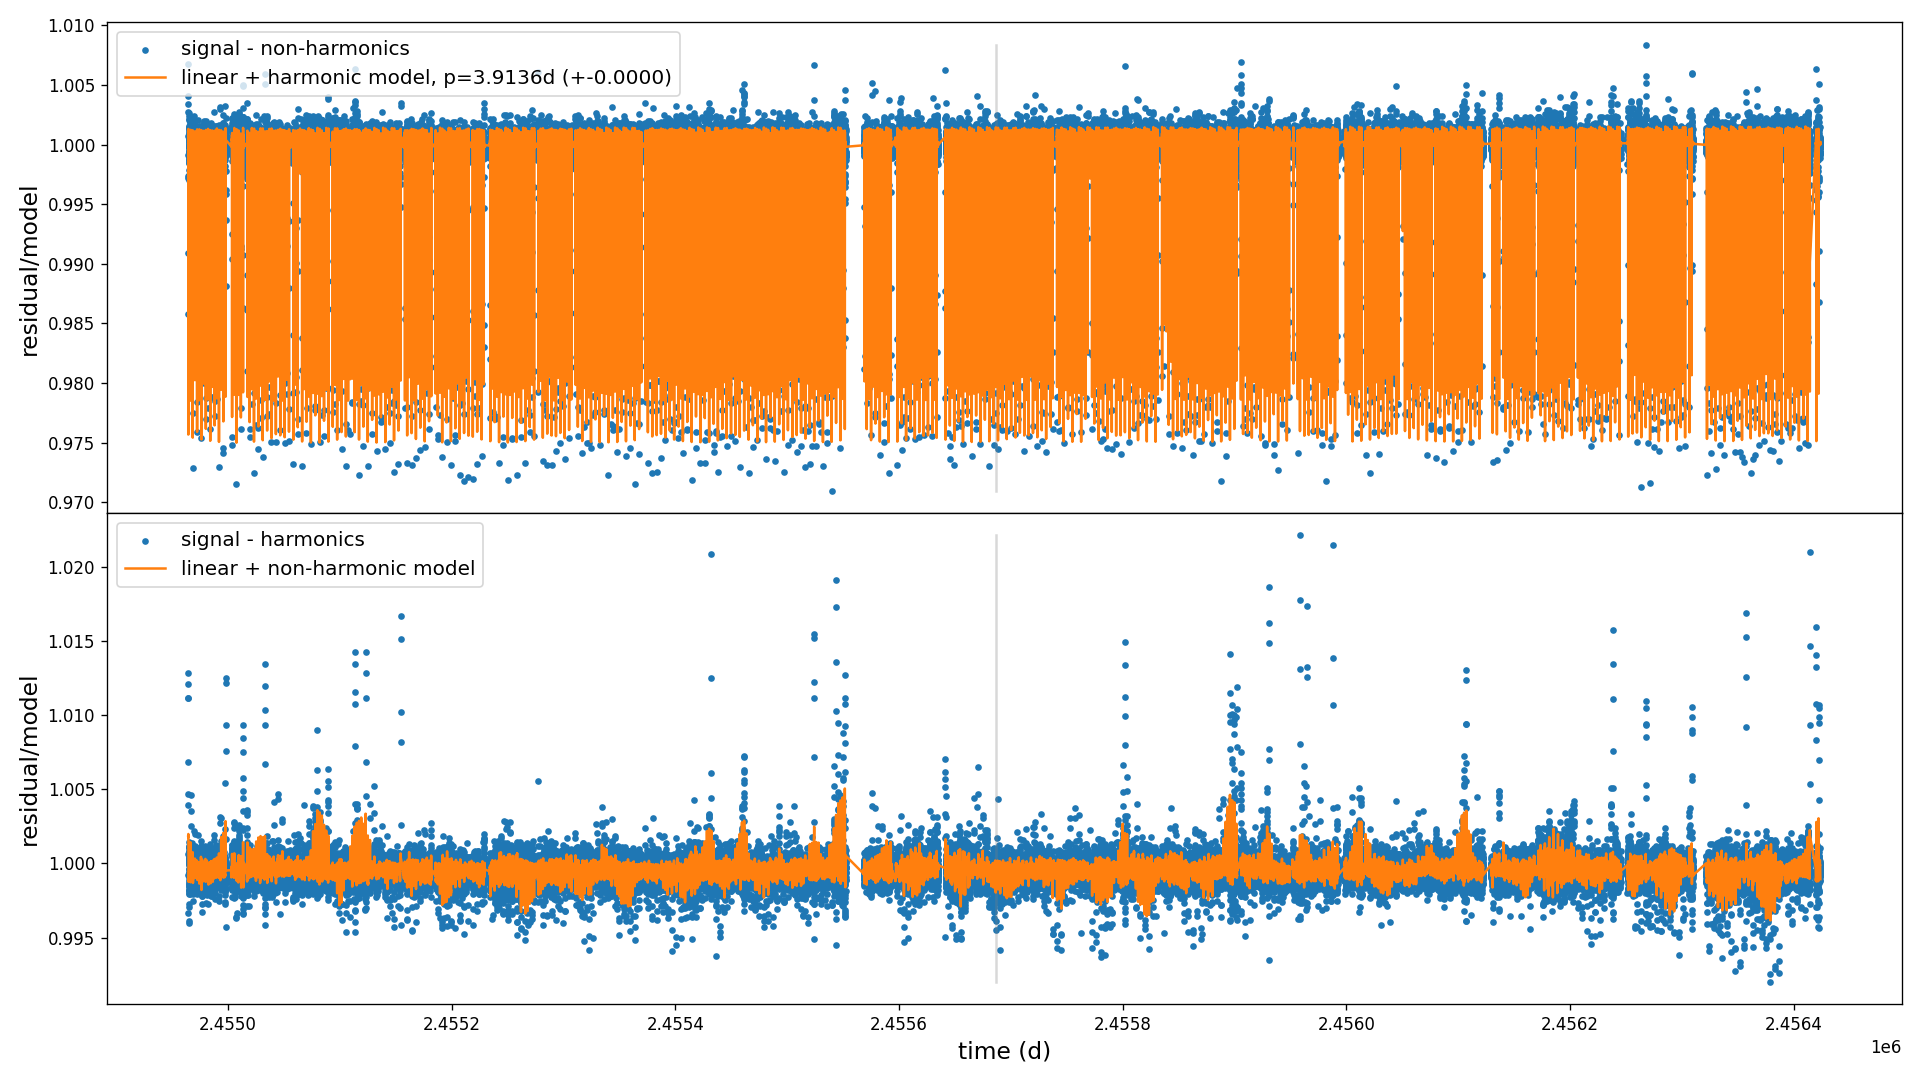 1.010
signal - non-harmonics
linear + harmonic model, p=3.9136d (+-0.0000)
1.005
1.000
0.995
0.990
0.985
0.980
0.975
0.970
residual/model
signal - harmonics
linear + non-harmonic model
1.020
1.015
1.010
1.005
1.000
0.995
residual/model
2.4550 2.4552 2.4554 2.4556 2.4558 2.4560 2.4562 2.4564
1e6
time (d)